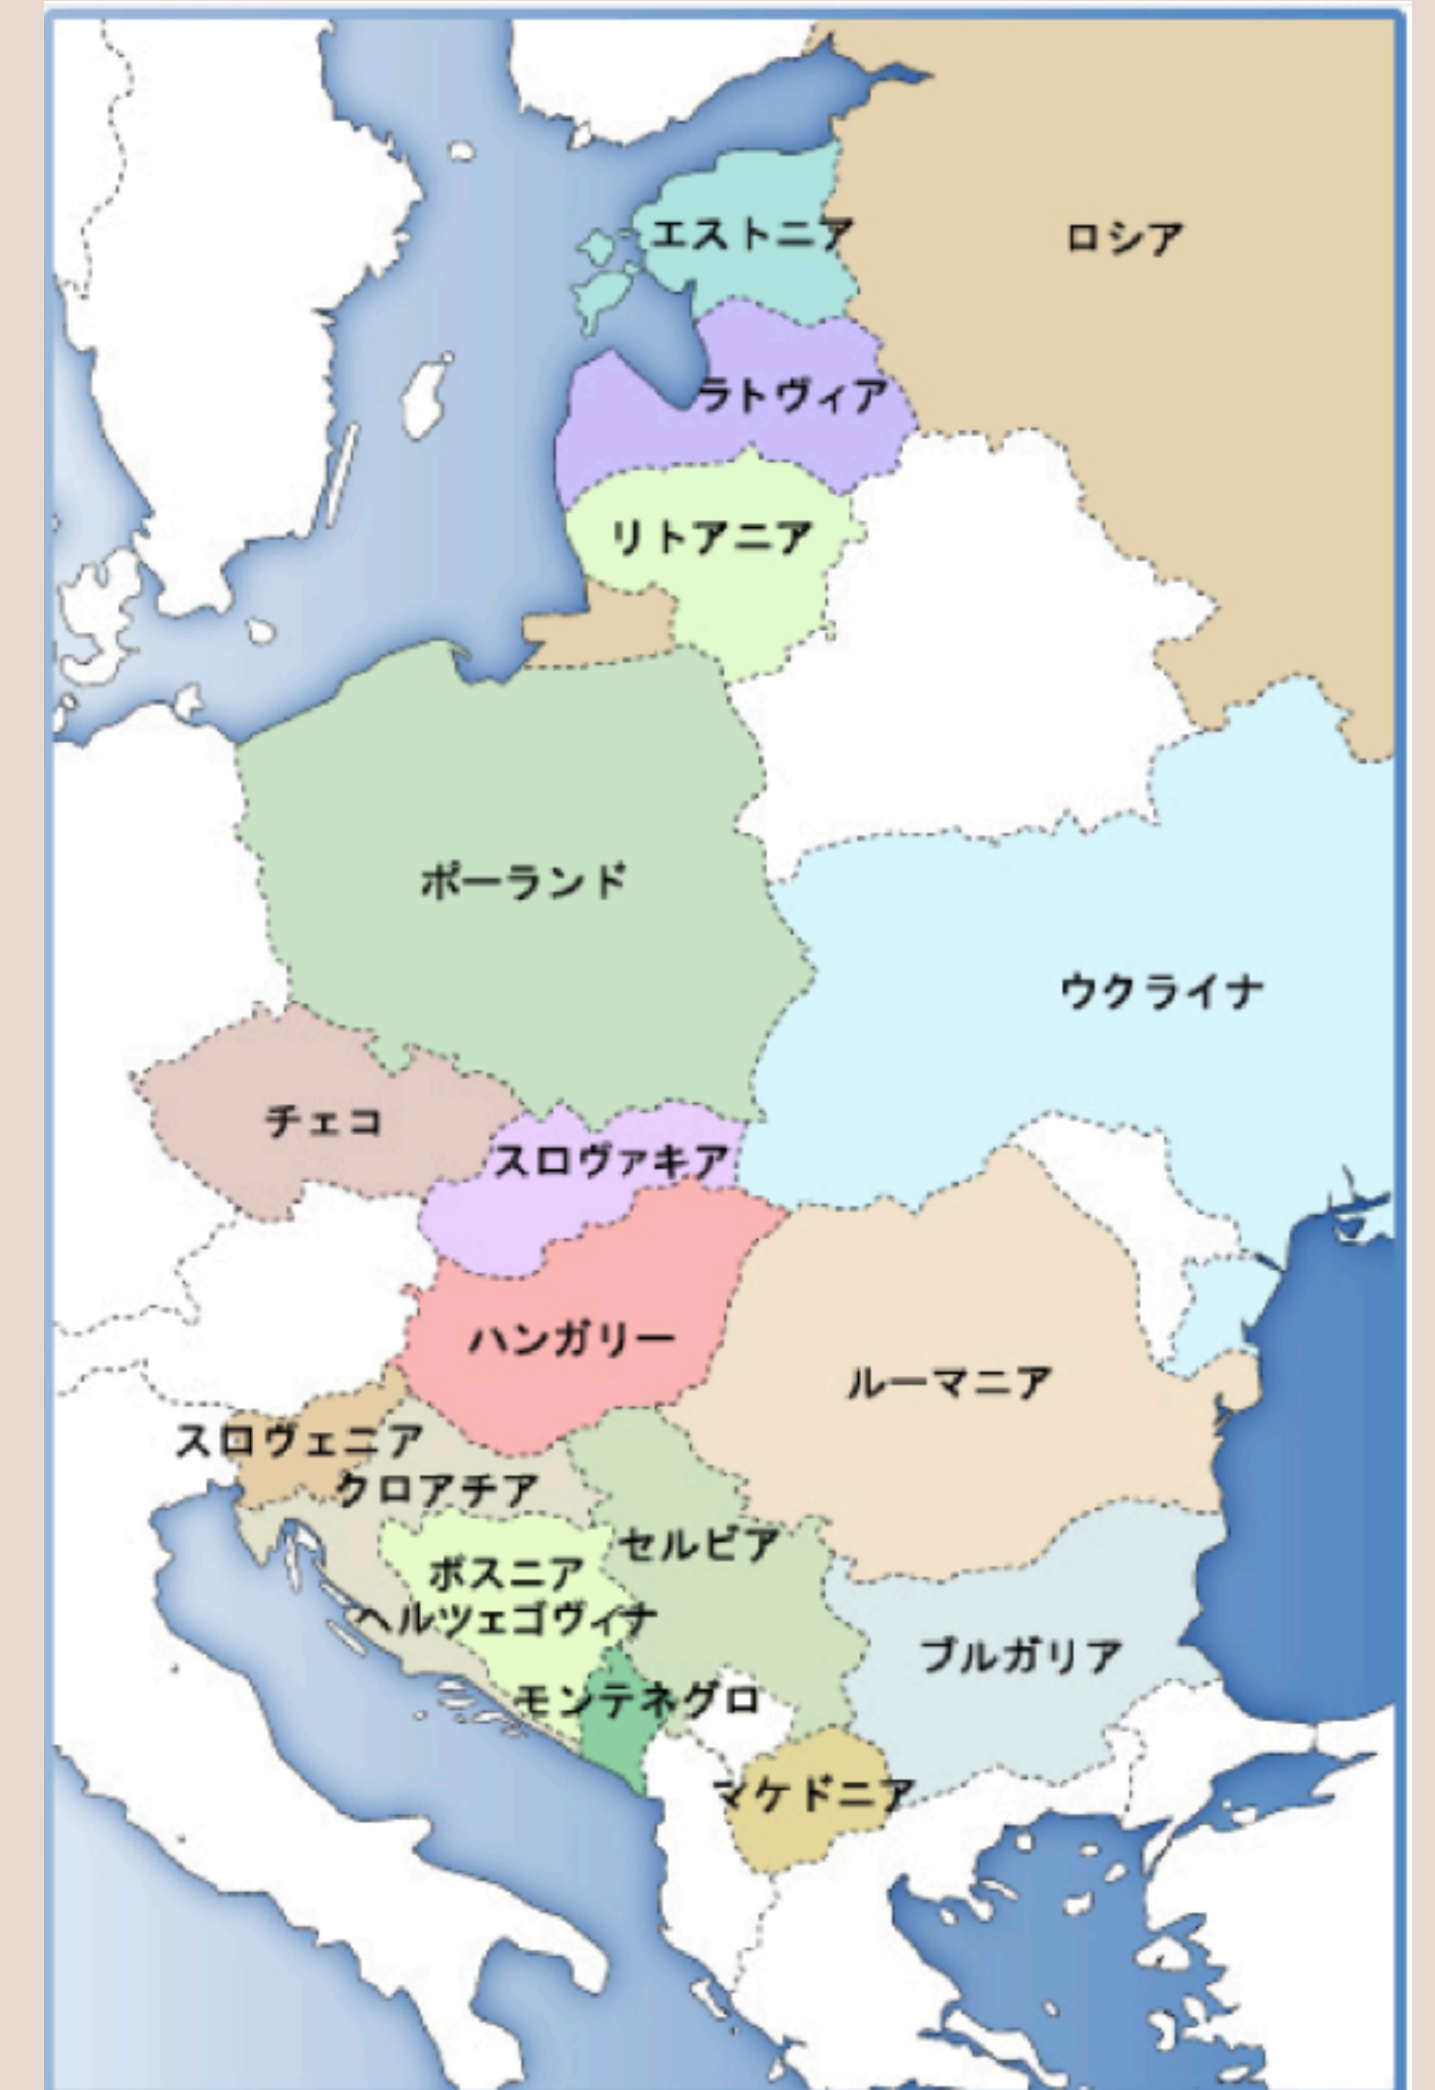 エストニア
ロシア
ラトヴィア
リトアニア
ポーランド
ウクライナ
チェコ
スロヴァキア
ハンガリー
ルーマニア
スロヴェニア
クロアチア
セルビア
ボスニア
ヘルツェゴヴィナ
ブルガリア
モンテネグロ
マケドニア